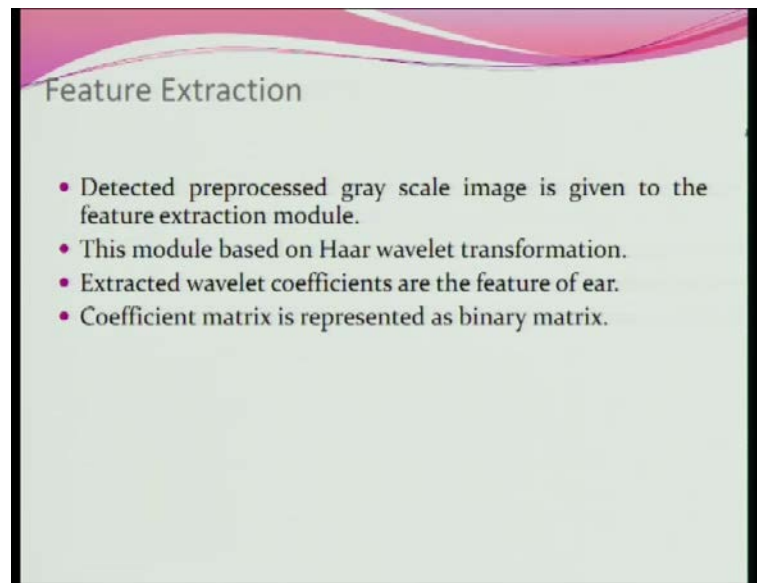 Feature Extraction
• Detected preprocessed gray scale image is given to the
feature extraction module.
• This module based on Haar wavelet transformation.
• Extracted wavelet coefficients are the feature of ear.
• Coefficient matrix is represented as binary matrix.